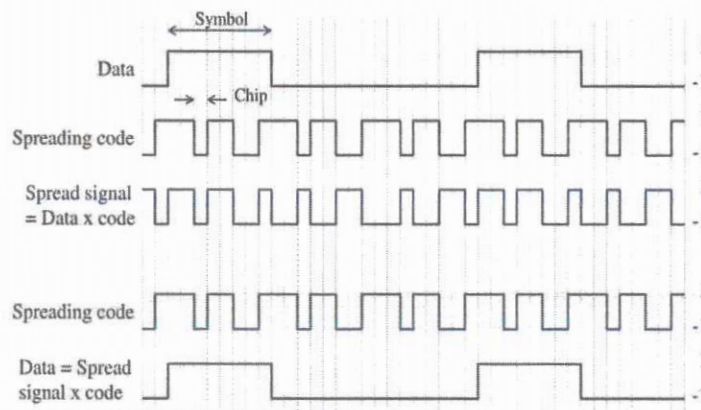 Symbol
Data
Chip
Spreading code
Spread signal
= Data x code
Spreading code
Data = Spread
signal x code